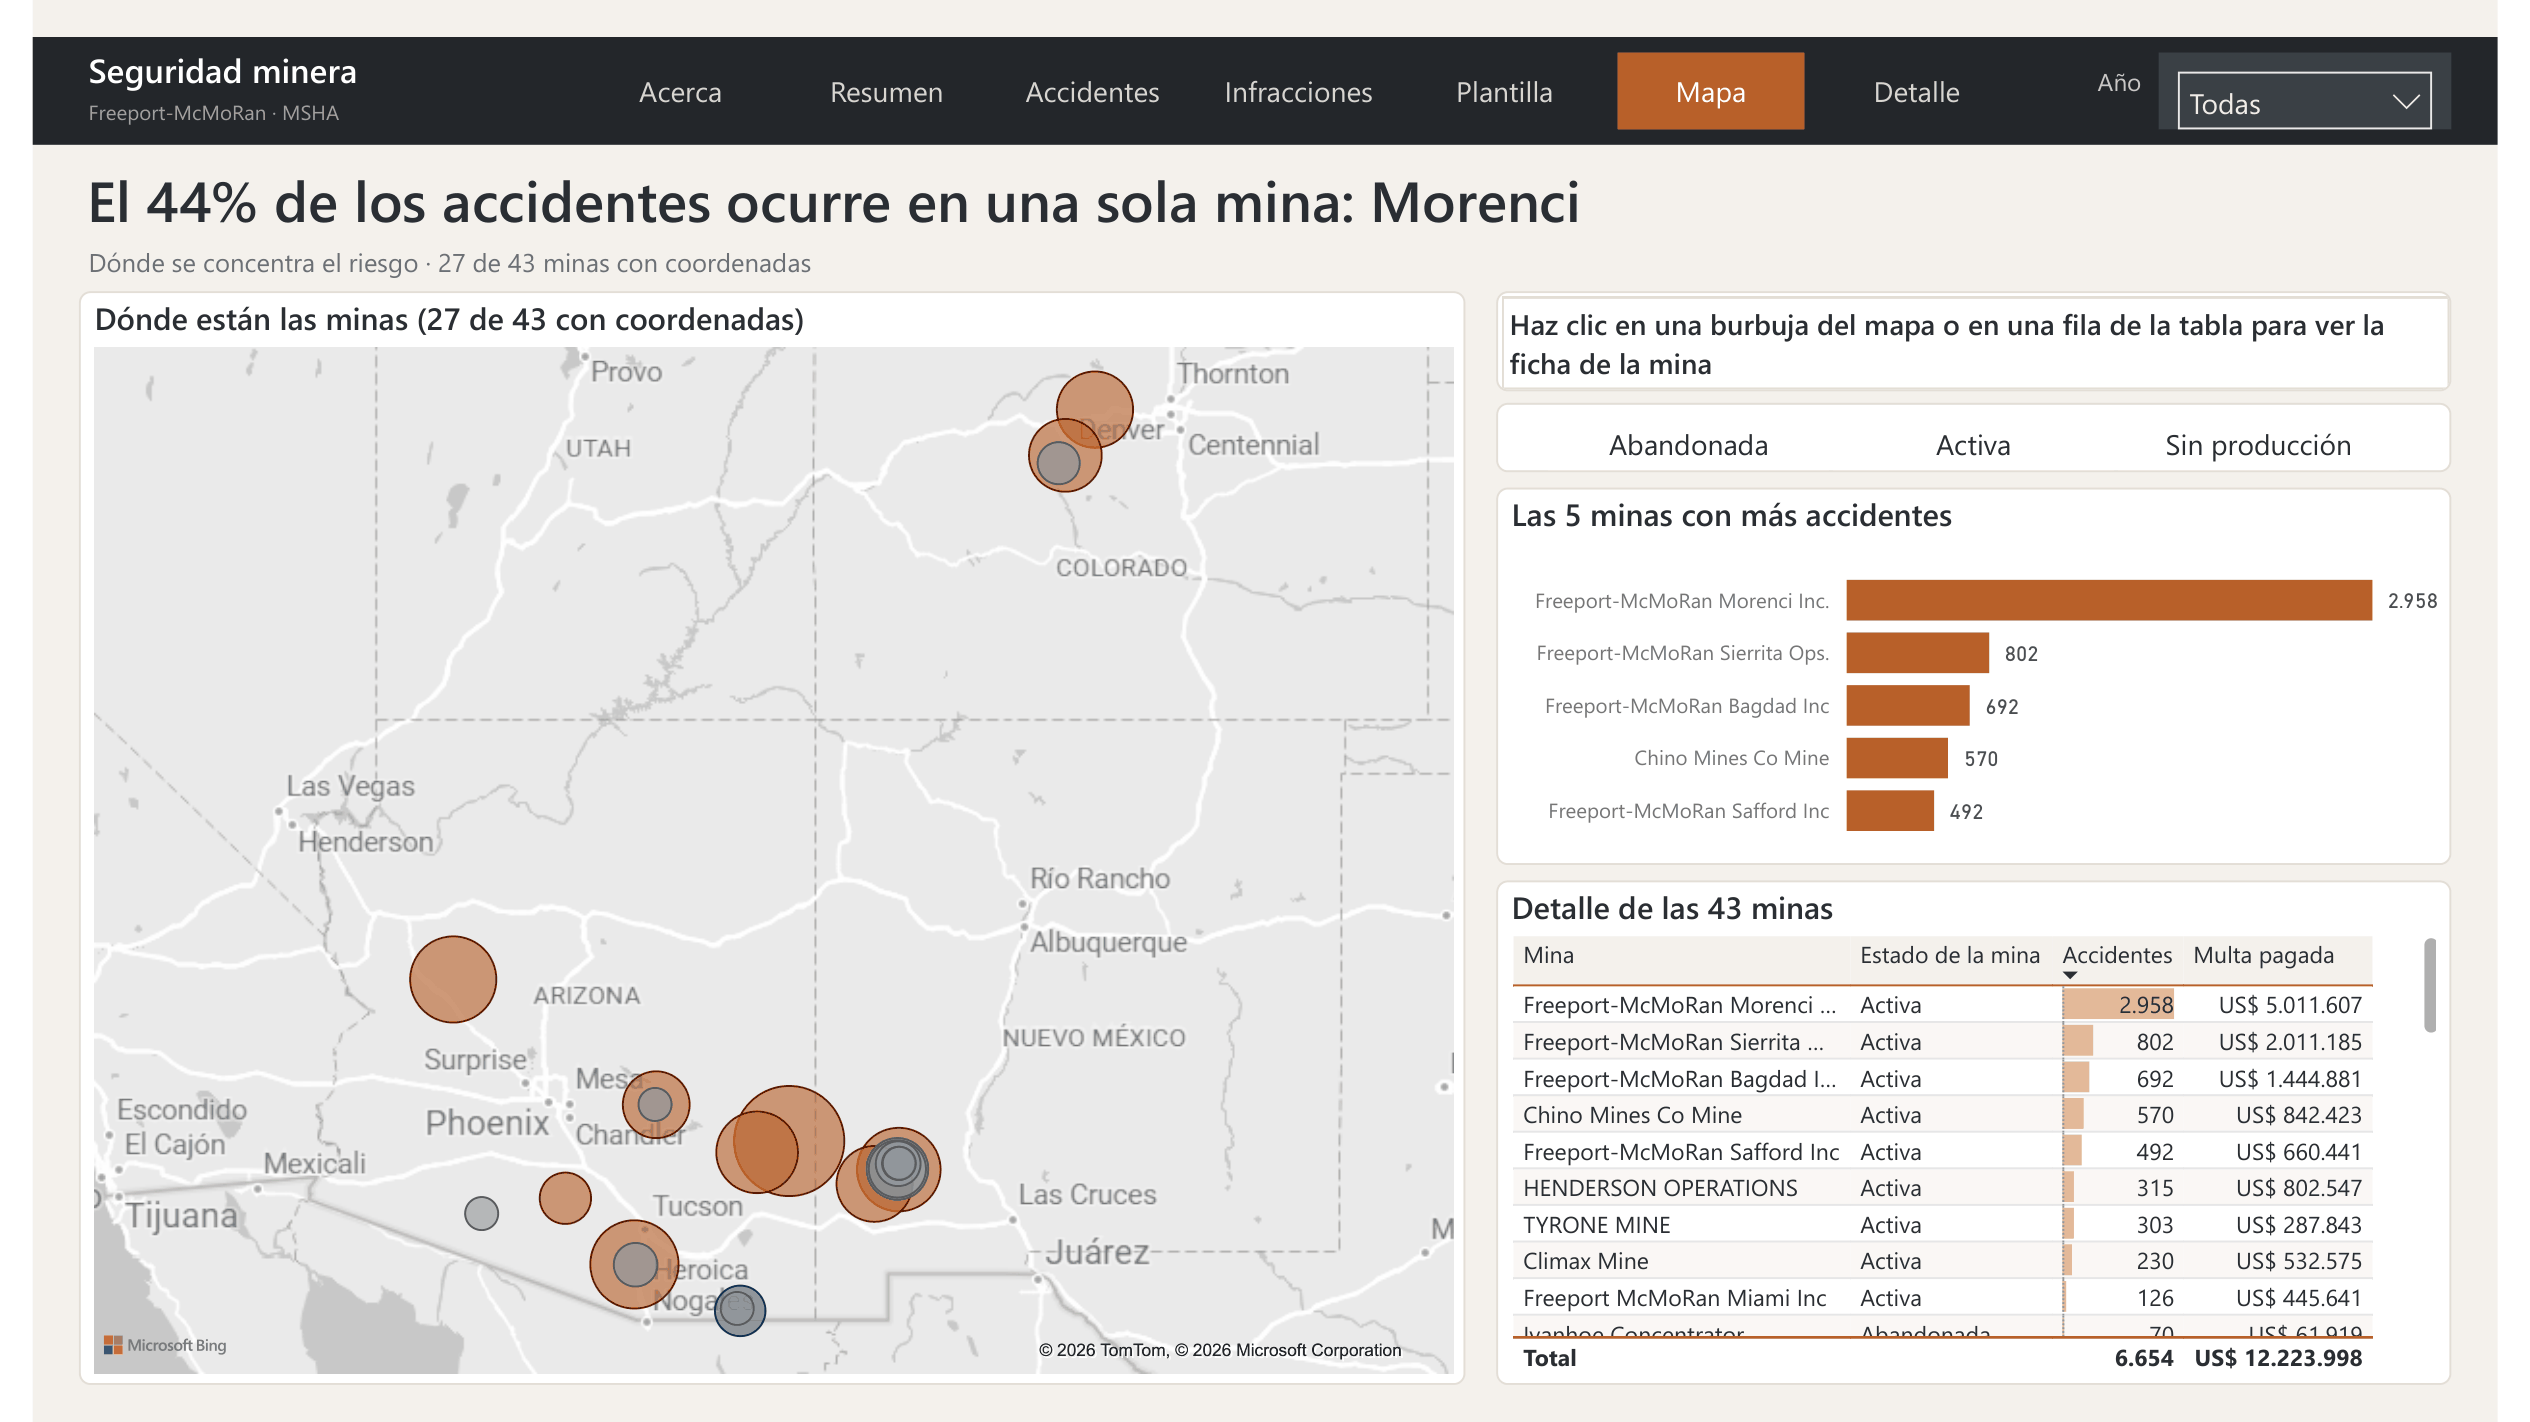 Seguridad minera
Freeport-McMoRan · MSHA
Acerca
Resumen
Accidentes
Infracciones
Plantilla
Mapa
Detalle
Año
Todas
El 44% de los accidentes ocurre en una sola mina: Morenci
Dónde se concentra el riesgo · 27 de 43 minas con coordenadas
Dónde están las minas (27 de 43 con coordenadas)
Provo
Thornton
Denver
UTAH
Centennial
COLORADO
Las Vegas
Henderson
Río Rancho
Albuquerque
ARIZONA
NUEVO MÉXICO
Surprise
Mesa
Phoenix
Chandler
Escondido
El Cajón
Mexicali
Tijuana
Tucson
Las Cruces
Juárez
Heroica
Nogales
M
Microsoft Bing
© 2026 TomTom, © 2026 Microsoft Corporation
Haz clic en una burbuja del mapa o en una fila de la tabla para ver la
ficha de la mina
Abandonada
Activa
Sin producción
Las 5 minas con más accidentes
Freeport-McMoRan Morenci Inc. 2.958
Freeport-McMoRan Sierrita Ops. 802
Freeport-McMoRan Bagdad Inc 692
Chino Mines Co Mine 570
Freeport-McMoRan Safford Inc 492
Detalle de las 43 minas
Mina Estado de la mina Accidentes Multa pagada
Freeport-McMoRan Morenci ... Activa 2.958 US$ 5.011.607
Freeport-McMoRan Sierrita ... Activa 802 US$ 2.011.185
Freeport-McMoRan Bagdad I... Activa 692 US$ 1.444.881
Chino Mines Co Mine Activa 570 US$ 842.423
Freeport-McMoRan Safford Inc Activa 492 US$ 660.441
HENDERSON OPERATIONS Activa 315 US$ 802.547
TYRONE MINE Activa 303 US$ 287.843
Climax Mine Activa 230 US$ 532.575
Freeport McMoRan Miami Inc Activa 126 US$ 445.641
Ivanhoe Concentrator Abandonada 70 US$ 61.919
Total 6.654 US$ 12.223.998